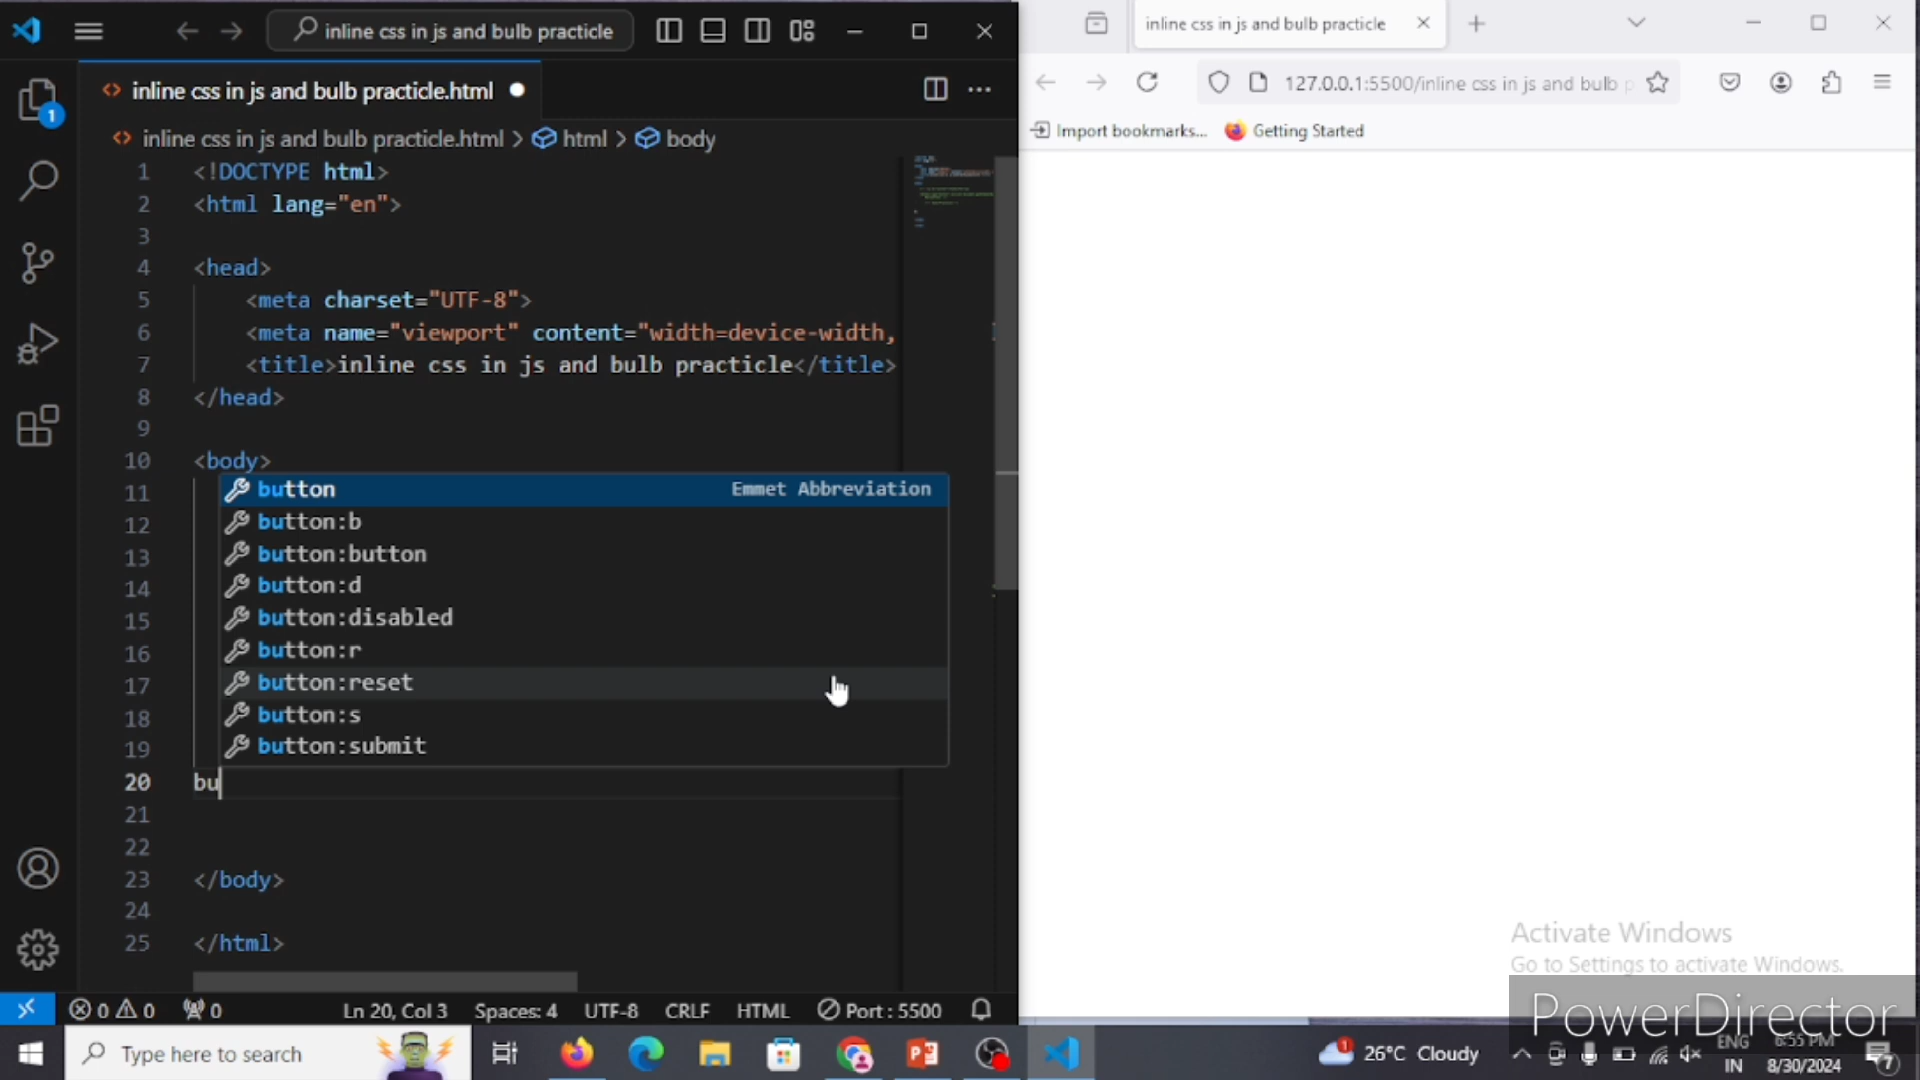 inline css in js and bulb practicle
inline css in js and bulb practicle.html
inline css in js and bulb practicle.html > html > body
1 <!DOCTYPE html>
2 <html lang="en">
3
4 <head>
5 <meta charset="UTF-8">
6 <meta name="viewport" content="width=device-width,
7 <title>inline css in js and bulb practicle</title>
8 </head>
9
10 <body>
11 button Emmet Abbreviation
12 button:b
13 button:button
14 button:d
15 button:disabled
16 button:r
17 button:reset
18 button:s
19 button:submit
20 bu
21
22
23 </body>
24
25 </html>
1
0 0 0 Ln 20, Col 3 Spaces: 4 UTF-8 CRLF HTML Port : 5500
inline css in js and bulb practicle
127.0.0.1:5500/inline css in js and bulb p
Import bookmarks... Getting Started
Activate Windows
Go to Settings to activate Windows.
PowerDirector
Type here to search
1 26°C Cloudy
ENG
IN
6:55 PM
8/30/2024
7